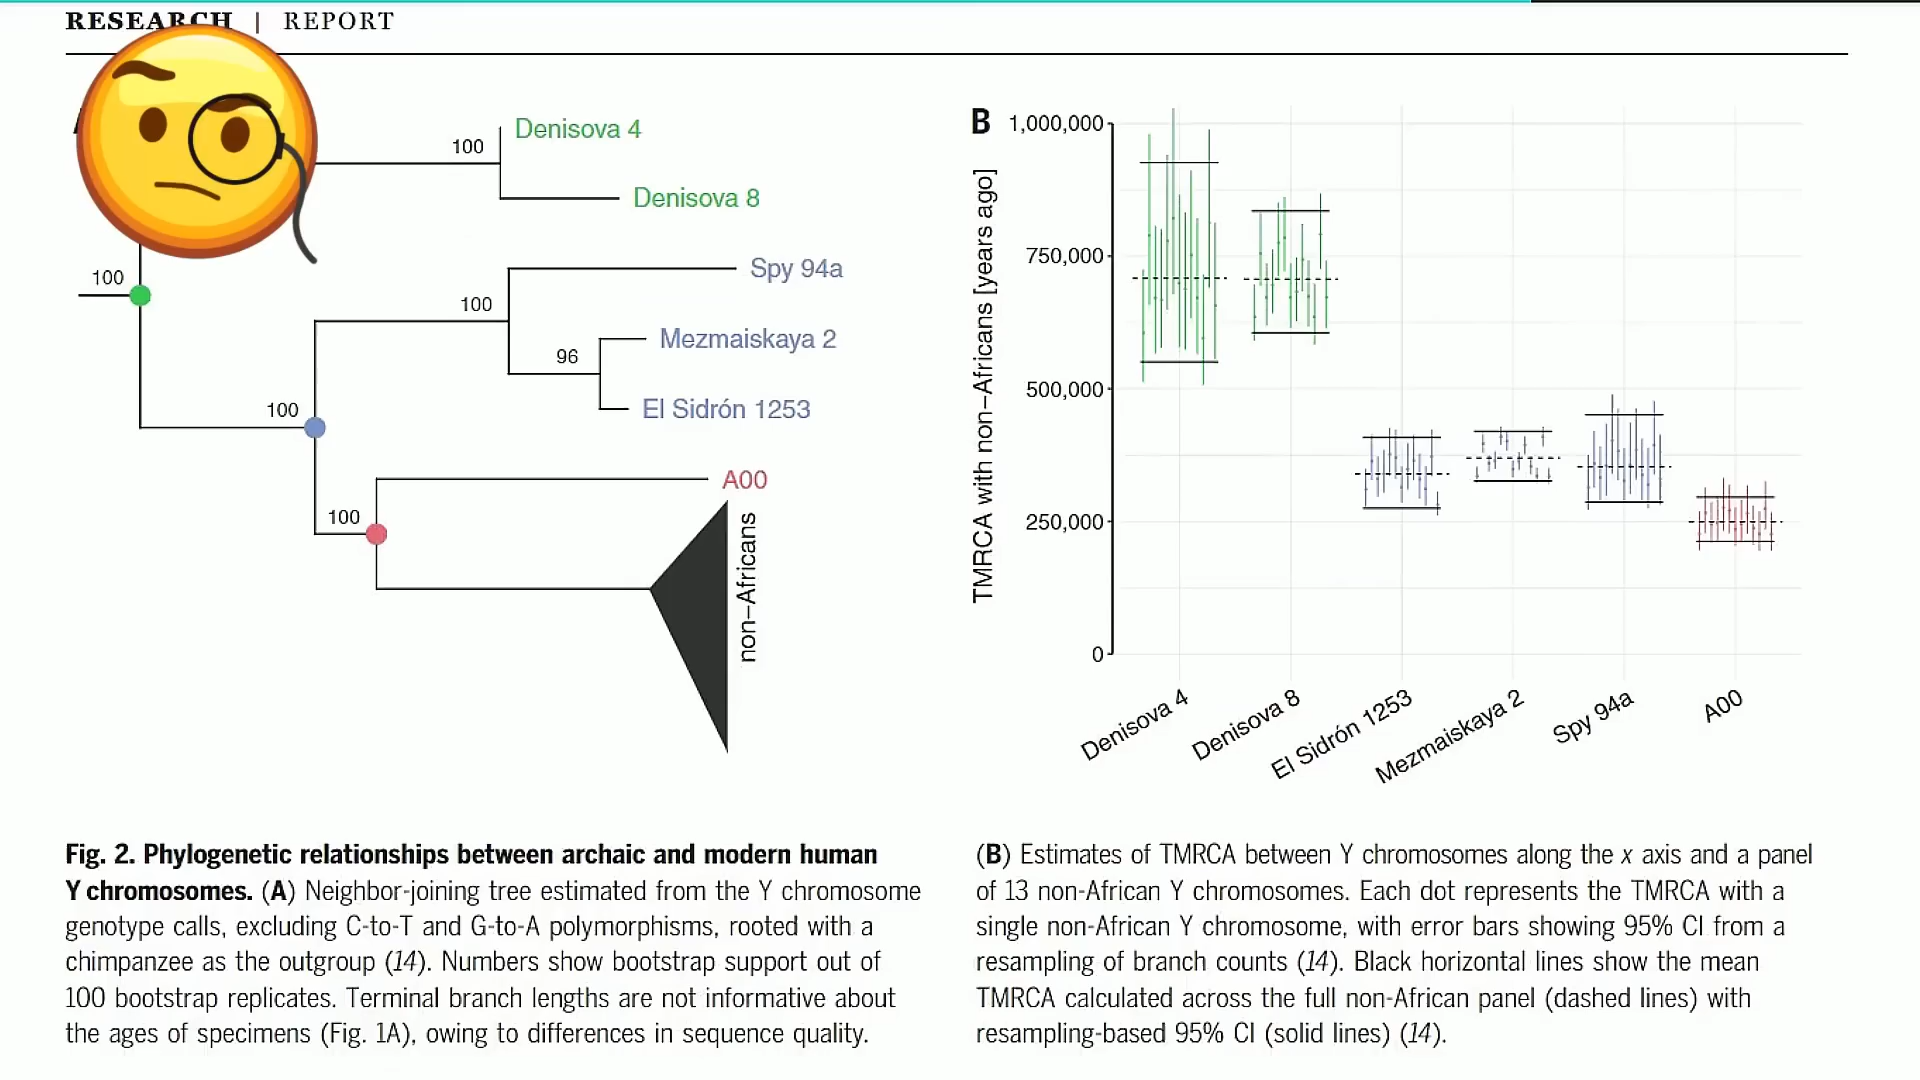 RESEARCH | REPORT
100
Denisova 4
Denisova 8
100
Spy 94a
100
Mezmaiskaya 2
96
El Sidrón 1253
100
A00
100
non–Africans
B
TMRCA with non–Africans [years ago]
1,000,000
750,000
500,000
250,000
0
Denisova 4
Denisova 8
El Sidrón 1253
Mezmaiskaya 2
Spy 94a
A00
Fig. 2. Phylogenetic relationships between archaic and modern human
Y chromosomes. (A) Neighbor-joining tree estimated from the Y chromosome
genotype calls, excluding C-to-T and G-to-A polymorphisms, rooted with a
chimpanzee as the outgroup (14). Numbers show bootstrap support out of
100 bootstrap replicates. Terminal branch lengths are not informative about
the ages of specimens (Fig. 1A), owing to differences in sequence quality.
(B) Estimates of TMRCA between Y chromosomes along the x axis and a panel
of 13 non-African Y chromosomes. Each dot represents the TMRCA with a
single non-African Y chromosome, with error bars showing 95% CI from a
resampling of branch counts (14). Black horizontal lines show the mean
TMRCA calculated across the full non-African panel (dashed lines) with
resampling-based 95% CI (solid lines) (14).